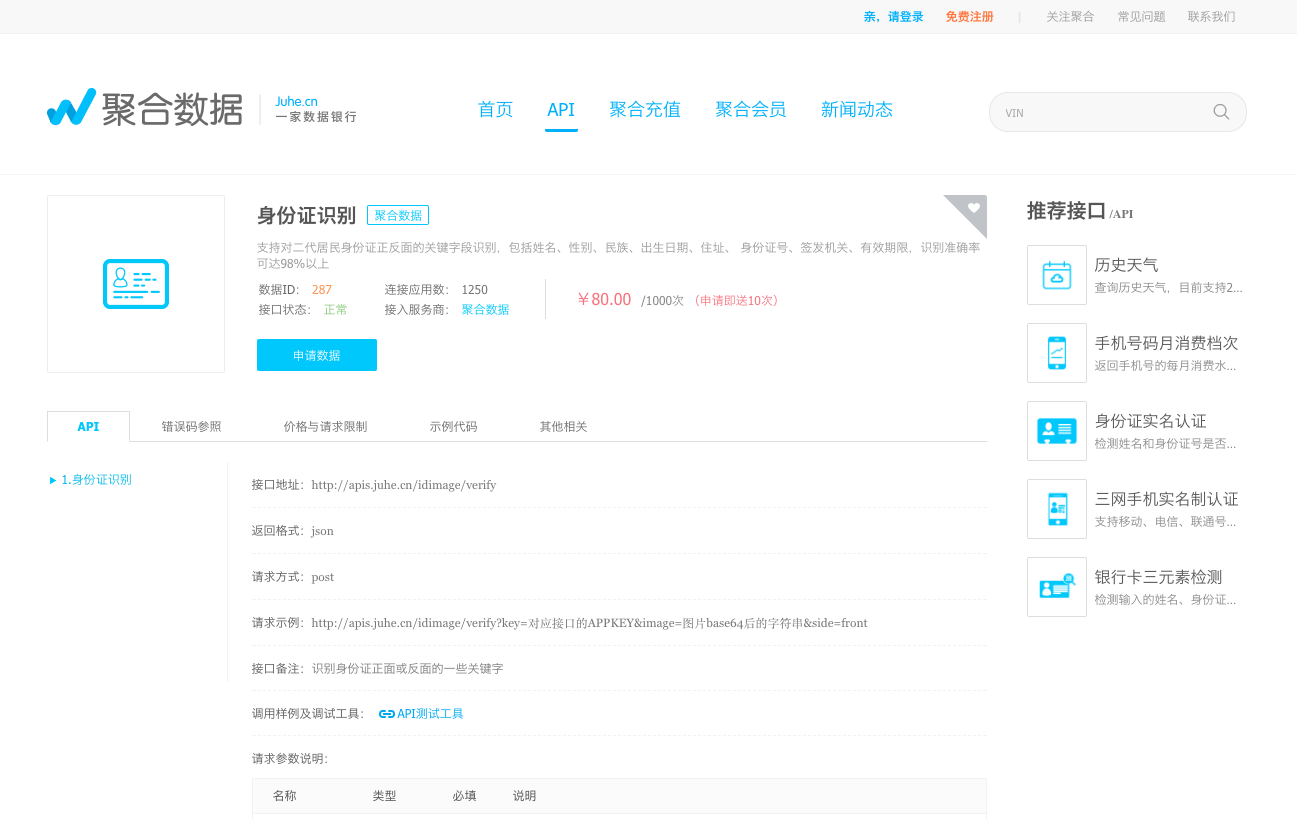 亲，请登录 免费注册 | 关注聚合 常见问题 联系我们
聚合数据
Juhe.cn
一家数据银行
首页 API 聚合充值 聚合会员 新闻动态
VIN
身份证识别 聚合数据
支持对二代居民身份证正反面的关键字段识别，包括姓名、性别、民族、出生日期、住址、 身份证号、签发机关、有效期限，识别准确率
可达98%以上
数据ID： 287 连接应用数： 1250
接口状态： 正常 接入服务商： 聚合数据
￥80.00 /1000次 （申请即送10次）
申请数据
API 错误码参照 价格与请求限制 示例代码 其他相关
1.身份证识别
接口地址：http://apis.juhe.cn/idimage/verify
返回格式：json
请求方式：post
请求示例：http://apis.juhe.cn/idimage/verify?key=对应接口的APPKEY&image=图片base64后的字符串&side=front
接口备注：识别身份证正面或反面的一些关键字
调用样例及调试工具： API测试工具
请求参数说明：
名称 类型 必填 说明
推荐接口 /API
历史天气
查询历史天气，目前支持2...
手机号码月消费档次
返回手机号的每月消费水...
身份证实名认证
检测姓名和身份证号是否...
三网手机实名制认证
支持移动、电信、联通号...
银行卡三元素检测
检测输入的姓名、身份证...